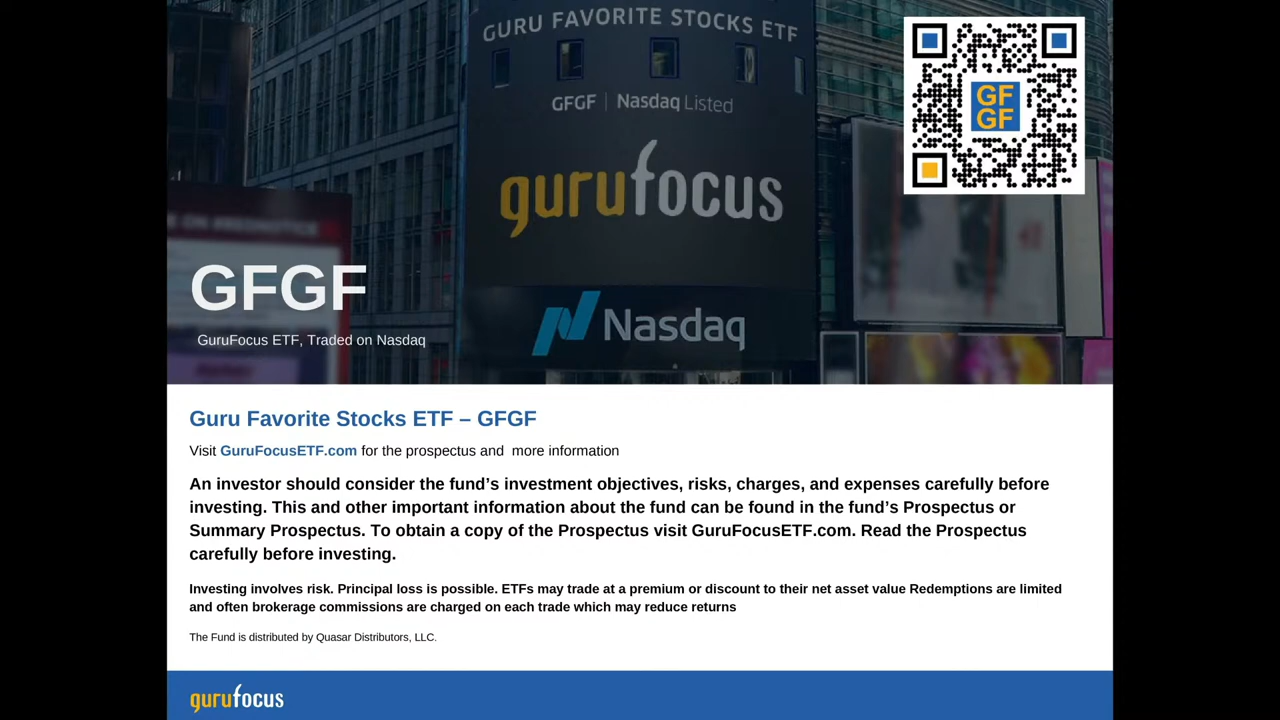 GURU FAVORITE STOCKS ETF
GFGF | Nasdaq Listed
gurufocus
Nasdaq
GF
GF
GFGF
GuruFocus ETF, Traded on Nasdaq
Guru Favorite Stocks ETF – GFGF
Visit GuruFocusETF.com for the prospectus and  more information
An investor should consider the fund’s investment objectives, risks, charges, and expenses carefully before
investing. This and other important information about the fund can be found in the fund’s Prospectus or
Summary Prospectus. To obtain a copy of the Prospectus visit GuruFocusETF.com. Read the Prospectus
carefully before investing.
Investing involves risk. Principal loss is possible. ETFs may trade at a premium or discount to their net asset value Redemptions are limited
and often brokerage commissions are charged on each trade which may reduce returns
The Fund is distributed by Quasar Distributors, LLC.
gurufocus